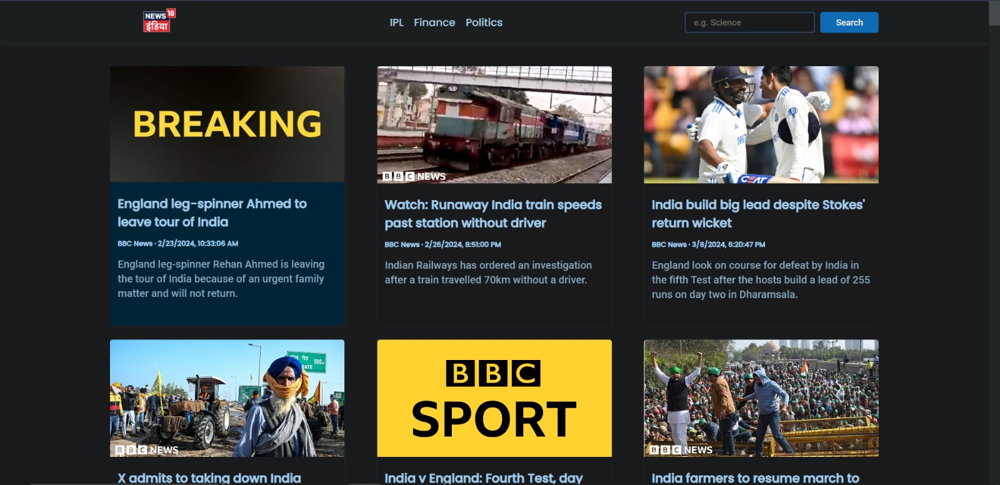 NEWS 18
इंडिया
IPL Finance Politics
e.g. Science
Search
BREAKING
England leg-spinner Ahmed to
leave tour of India
BBC News · 2/23/2024, 10:33:06 AM
England leg-spinner Rehan Ahmed is leaving
the tour of India because of an urgent family
matter and will not return.
BBC NEWS
Watch: Runaway India train speeds
past station without driver
BBC News · 2/26/2024, 8:51:00 PM
Indian Railways has ordered an investigation
after a train travelled 70km without a driver.
CEAT
India build big lead despite Stokes'
return wicket
BBC News · 3/8/2024, 6:20:47 PM
England look on course for defeat by India in
the fifth Test after the hosts build a lead of 255
runs on day two in Dharamsala.
गेट 500m
GATE
BBC NEWS
X admits to taking down India
BBC
SPORT
India v England: Fourth Test, day
BBC NEWS
India farmers to resume march to